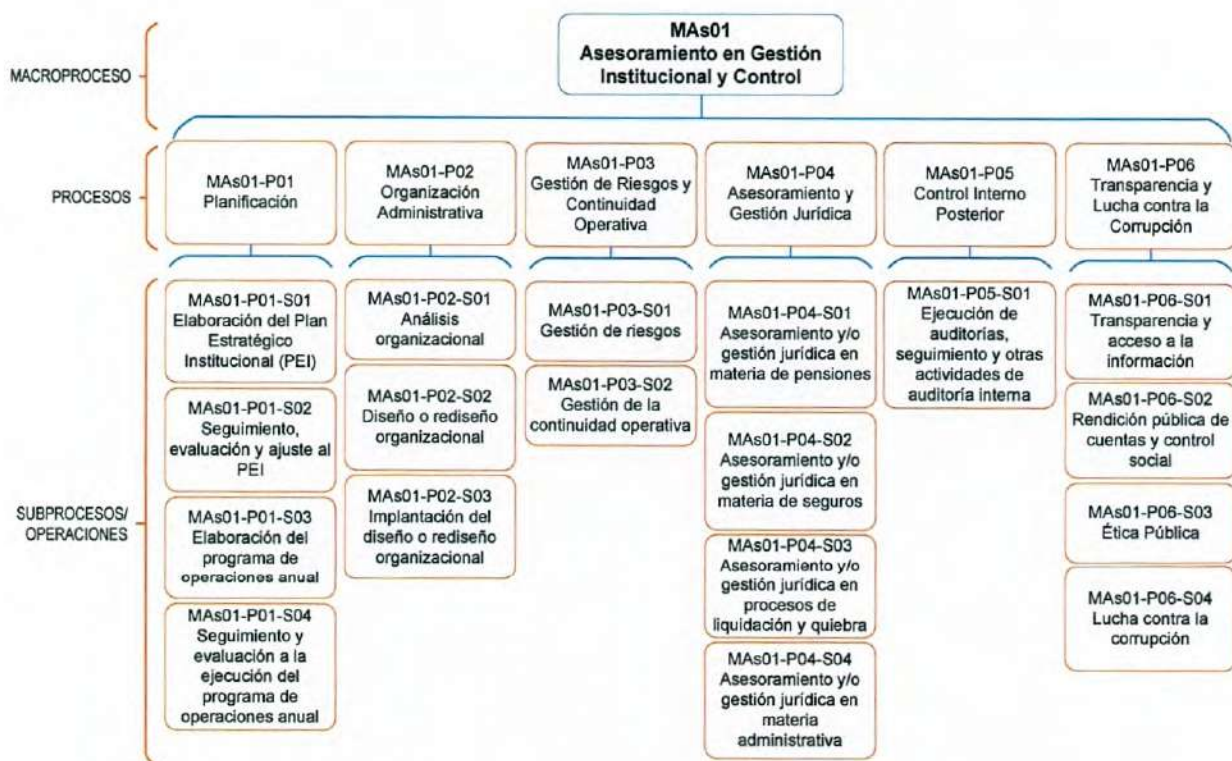 MACROPROCESO
MAs01
Asesoramiento en Gestión
Institucional y Control
PROCESOS
MAs01-P01
Planificación
MAs01-P02
Organización
Administrativa
MAs01-P03
Gestión de Riesgos y
Continuidad
Operativa
MAs01-P04
Asesoramiento y
Gestión Jurídica
MAs01-P05
Control Interno
Posterior
MAs01-P06
Transparencia y
Lucha contra la
Corrupción
SUBPROCESOS/
OPERACIONES
MAs01-P01-S01
Elaboración del Plan
Estratégico
Institucional (PEI)
MAs01-P01-S02
Seguimiento,
evaluación y ajuste al
PEI
MAs01-P01-S03
Elaboración del
programa de
operaciones anual
MAs01-P01-S04
Seguimiento y
evaluación a la
ejecución del
programa de
operaciones anual
MAs01-P02-S01
Análisis
organizacional
MAs01-P02-S02
Diseño o rediseño
organizacional
MAs01-P02-S03
Implantación del
diseño o rediseño
organizacional
MAs01-P03-S01
Gestión de riesgos
MAs01-P03-S02
Gestión de la
continuidad operativa
MAs01-P04-S01
Asesoramiento y/o
gestión jurídica en
materia de pensiones
MAs01-P04-S02
Asesoramiento y/o
gestión jurídica en
materia de seguros
MAs01-P04-S03
Asesoramiento y/o
gestión jurídica en
procesos de
liquidación y quiebra
MAs01-P04-S04
Asesoramiento y/o
gestión jurídica en
materia
administrativa
MAs01-P05-S01
Ejecución de
auditorías,
seguimiento y otras
actividades de
auditoría interna
MAs01-P06-S01
Transparencia y
acceso a la
información
MAs01-P06-S02
Rendición pública de
cuentas y control
social
MAs01-P06-S03
Ética Pública
MAs01-P06-S04
Lucha contra la
corrupción